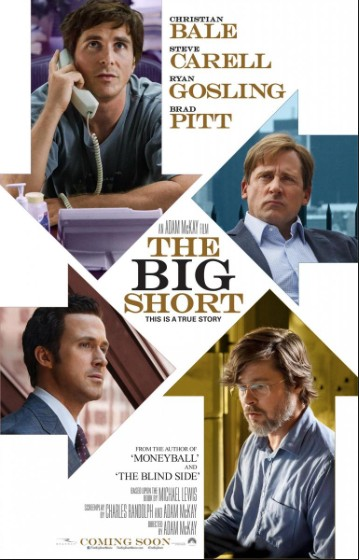 CHRISTIAN
BALE
STEVE
CARELL
RYAN
GOSLING
BRAD
PITT
AN ADAM McKAY FILM
THE
BIG
SHORT
THIS IS A TRUE STORY
FROM THE AUTHOR OF
'MONEYBALL'
AND
'THE BLIND SIDE'
BASED UPON THE BOOK BY MICHAEL LEWIS
SCREENPLAY BY CHARLES RANDOLPH AND ADAM McKAY
DIRECTED BY ADAM McKAY
COMING SOON